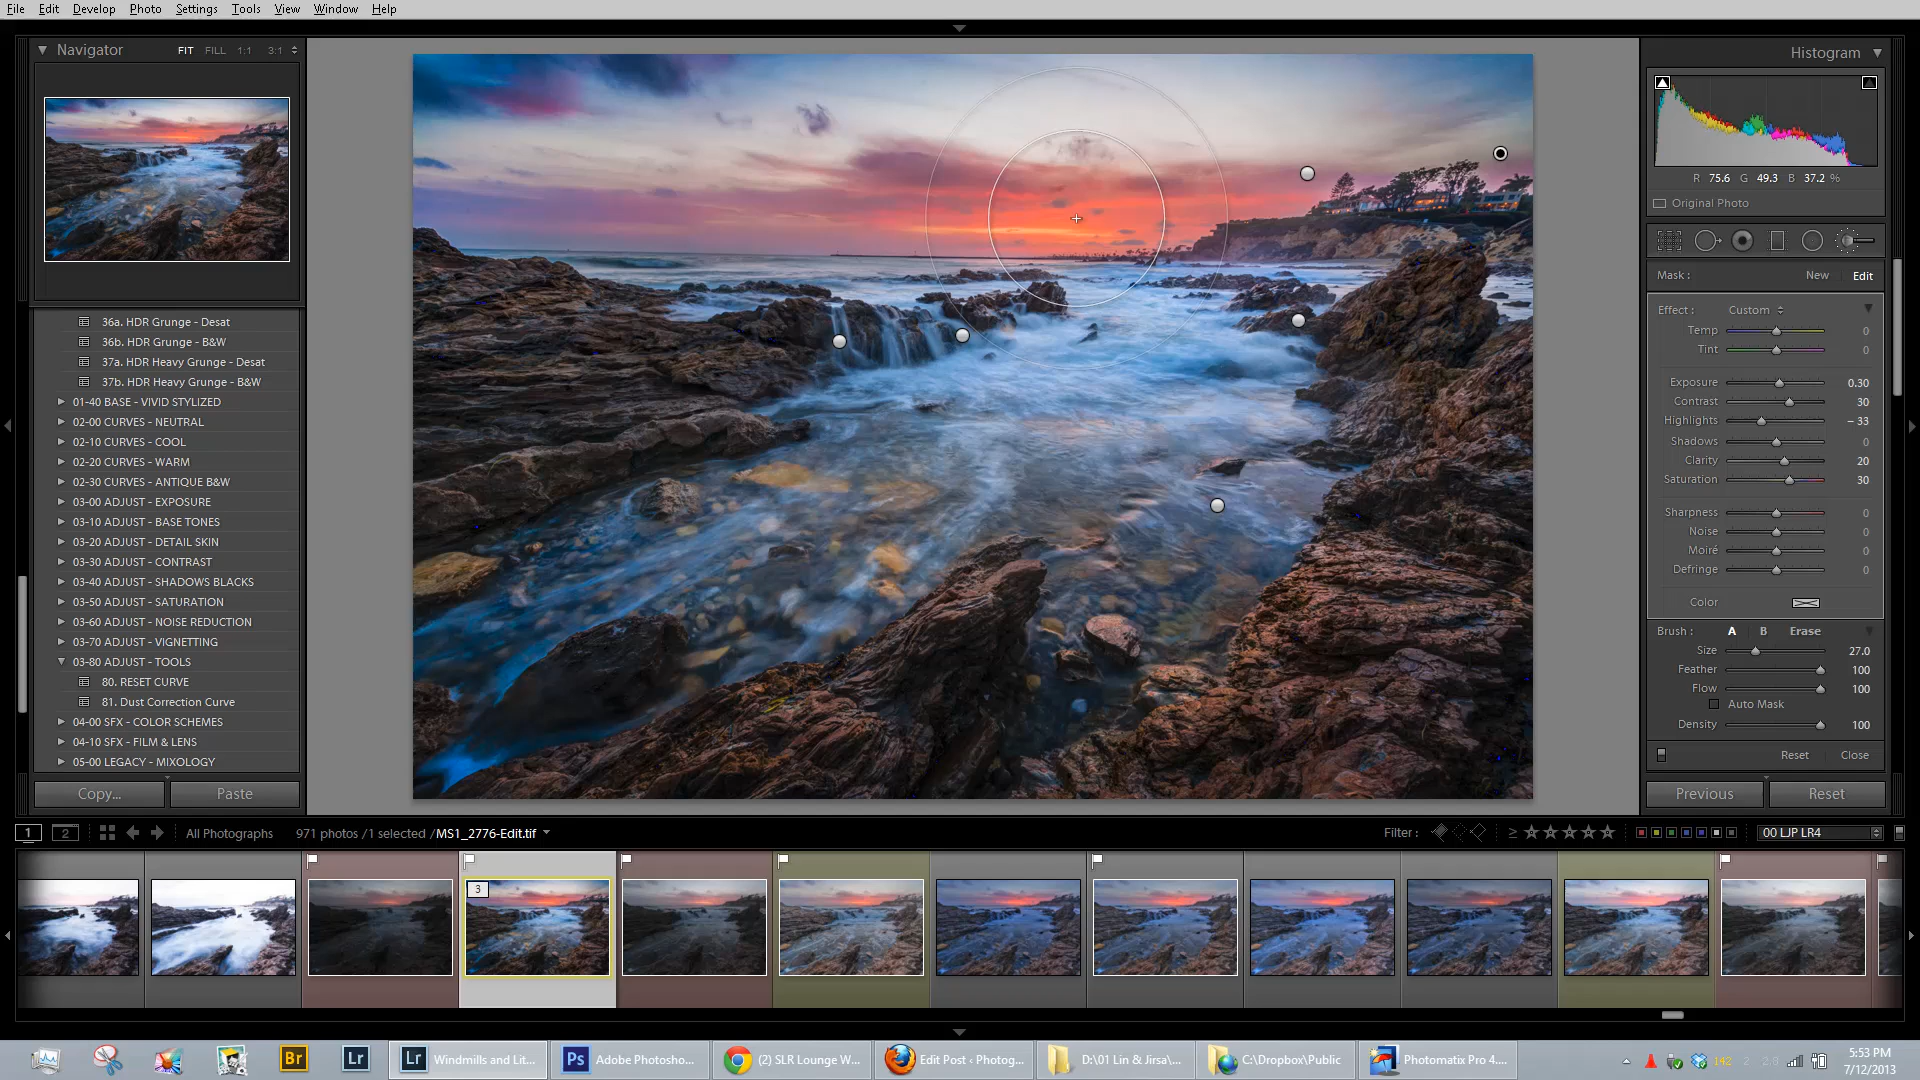 File Edit Develop Photo Settings Tools View Window Help
Navigator FIT FILL 1:1 3:1
36a. HDR Grunge - Desat
36b. HDR Grunge - B&W
37a. HDR Heavy Grunge - Desat
37b. HDR Heavy Grunge - B&W
01-40 BASE - VIVID STYLIZED
02-00 CURVES - NEUTRAL
02-10 CURVES - COOL
02-20 CURVES - WARM
02-30 CURVES - ANTIQUE B&W
03-00 ADJUST - EXPOSURE
03-10 ADJUST - BASE TONES
03-20 ADJUST - DETAIL SKIN
03-30 ADJUST - CONTRAST
03-40 ADJUST - SHADOWS BLACKS
03-50 ADJUST - SATURATION
03-60 ADJUST - NOISE REDUCTION
03-70 ADJUST - VIGNETTING
03-80 ADJUST - TOOLS
80. RESET CURVE
81. Dust Correction Curve
04-00 SFX - COLOR SCHEMES
04-10 SFX - FILM & LENS
05-00 LEGACY - MIXOLOGY
Copy... Paste
Histogram
R 75.6 G 49.3 B 37.2 %
Original Photo
Mask : New Edit
Effect : Custom
Temp 0
Tint 0
Exposure 0.30
Contrast 30
Highlights – 33
Shadows 0
Clarity 20
Saturation 30
Sharpness 0
Noise 0
Moiré 0
Defringe 0
Color
Brush : A B Erase
Size 27.0
Feather 100
Flow 100
Auto Mask
Density 100
Reset Close
Previous Reset
1 2 All Photographs 971 photos /1 selected /MS1_2776-Edit.tif Filter : ≥ 00 LJP LR4
3
Br Lr Lr Windmills and Lit... Ps Adobe Photosho... (2) SLR Lounge W... Edit Post ‹ Photog... D:\01 Lin & Jirsa\... C:\Dropbox\Public Photomatix Pro 4.... 142 5:53 PM
7/12/2013